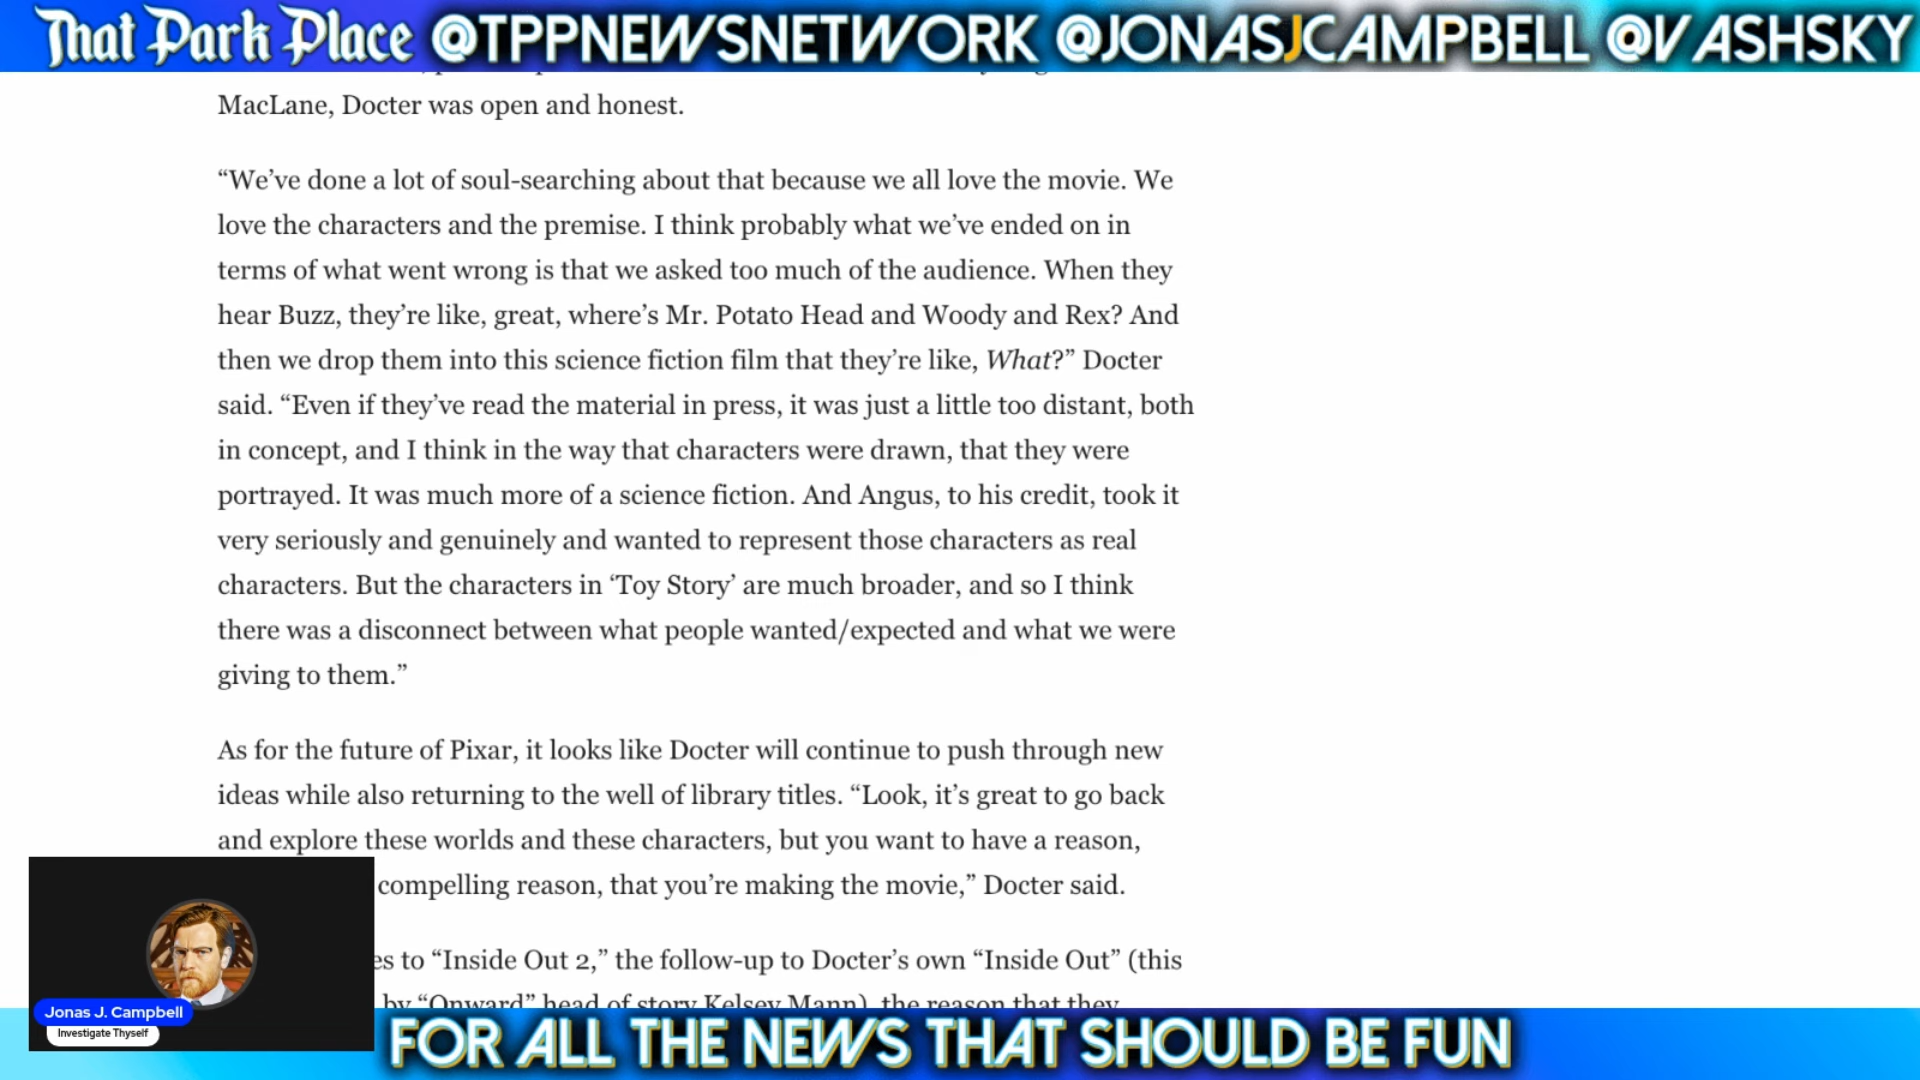 That Park Place @TPPNEWSNETWORK @JONASJCAMPBELL @VASHSKY
MacLane, Docter was open and honest.
“We’ve done a lot of soul-searching about that because we all love the movie. We
love the characters and the premise. I think probably what we’ve ended on in
terms of what went wrong is that we asked too much of the audience. When they
hear Buzz, they’re like, great, where’s Mr. Potato Head and Woody and Rex? And
then we drop them into this science fiction film that they’re like, What?” Docter
said. “Even if they’ve read the material in press, it was just a little too distant, both
in concept, and I think in the way that characters were drawn, that they were
portrayed. It was much more of a science fiction. And Angus, to his credit, took it
very seriously and genuinely and wanted to represent those characters as real
characters. But the characters in ‘Toy Story’ are much broader, and so I think
there was a disconnect between what people wanted/expected and what we were
giving to them.”
As for the future of Pixar, it looks like Docter will continue to push through new
ideas while also returning to the well of library titles. “Look, it’s great to go back
and explore these worlds and these characters, but you want to have a reason,
compelling reason, that you’re making the movie,” Docter said.
es to “Inside Out 2,” the follow-up to Docter’s own “Inside Out” (this
by “Onward” head of story Kelsey Mann), the reason that they
Jonas J. Campbell
Investigate Thyself
FOR ALL THE NEWS THAT SHOULD BE FUN